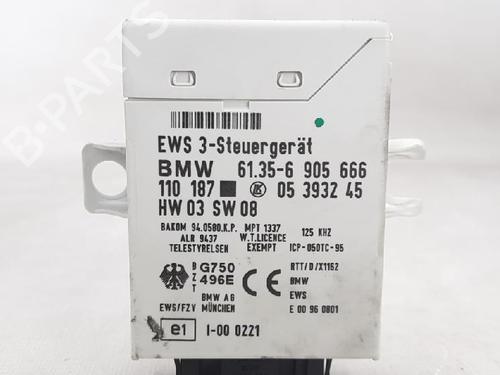 B-PARTS
EWS 3-Steuergerät
BMW 61.35-6 905 666
110 187 05 3932 45
HW 03 SW 08
BAKOM 94.0580.K.P. MPT 1337 125 KHZ
ALR 9437 W.T.LICENCE ICP-050TC-95
TELESTYRELSEN EXEMPT
BZT G750 496E CE RTT/D/X1162
BMW
BMW AG EWS
EWS/FZV MÜNCHEN E 00 96 0801
e1 I-00 0221